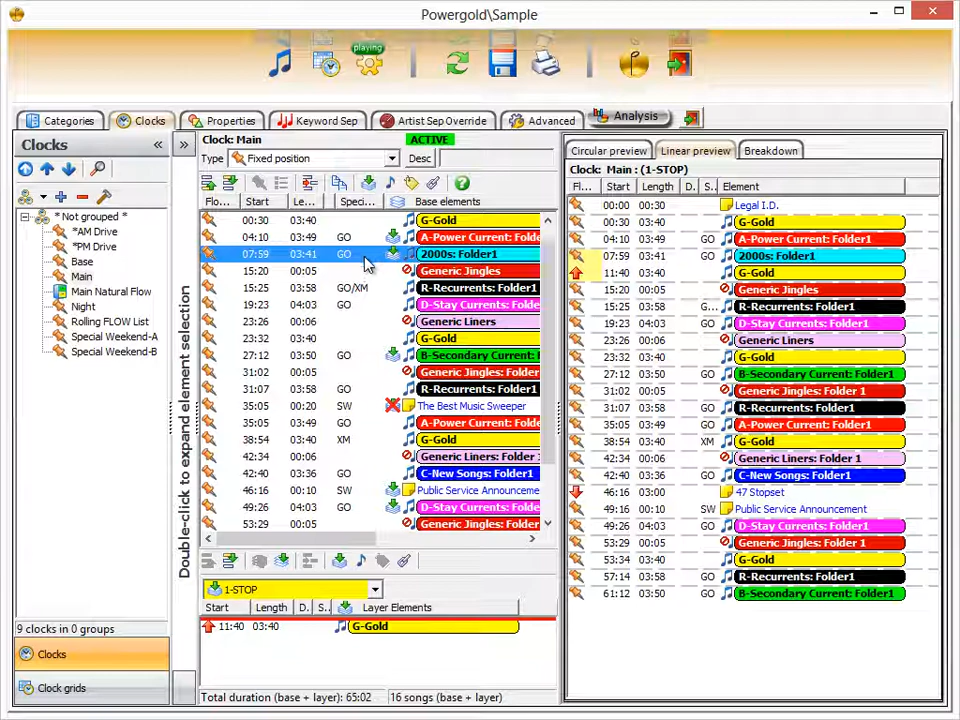 Powergold\Sample
playing
Categories Clocks Properties Keyword Sep Artist Sep Override Advanced Analysis
Clocks
*Not grouped *
*AM Drive
*PM Drive
Base
Main
Main Natural Flow
Night
Rolling FLOW List
Special Weekend-A
Special Weekend-B
9 clocks in 0 groups
Clocks
Clock grids
Double-click to expand element selection
Clock: Main ACTIVE
Type Fixed position Desc
Flo... Start Le... Speci... Base elements
00:30 03:40 G-Gold
04:10 03:49 GO A-Power Current: Folde
07:59 03:41 GO 2000s: Folder1
15:20 00:05 Generic Jingles
15:25 03:58 GO/XM R-Recurrents: Folder1
19:23 04:03 GO D-Stay Currents: Folder
23:26 00:06 Generic Liners
23:32 03:40 G-Gold
27:12 03:50 GO B-Secondary Current: Fo
31:02 00:05 Generic Jingles: Folder
31:07 03:58 GO R-Recurrents: Folder1
35:05 00:20 SW The Best Music Sweeper
35:05 03:49 GO A-Power Current: Folde
38:54 03:40 XM G-Gold
42:34 00:06 Generic Liners: Folder 1
42:40 03:36 GO C-New Songs: Folder1
46:16 00:10 SW Public Service Announceme
49:26 04:03 GO D-Stay Currents: Folder
53:29 00:05 Generic Jingles: Folder
1-STOP
Start Length D. S.. Layer Elements
11:40 03:40 G-Gold
Total duration (base + layer): 65:02 16 songs (base + layer)
Circular preview Linear preview Breakdown
Clock: Main : (1-STOP)
Fl... Start Length D. S.. Element
00:00 00:30 Legal I.D.
00:30 03:40 G-Gold
04:10 03:49 GO A-Power Current: Folder1
07:59 03:41 GO 2000s: Folder1
11:40 03:40 G-Gold
15:20 00:05 Generic Jingles
15:25 03:58 G... R-Recurrents: Folder1
19:23 04:03 GO D-Stay Currents: Folder1
23:26 00:06 Generic Liners
23:32 03:40 G-Gold
27:12 03:50 GO B-Secondary Current: Folder1
31:02 00:05 Generic Jingles: Folder 1
31:07 03:58 GO R-Recurrents: Folder1
35:05 03:49 GO A-Power Current: Folder1
38:54 03:40 XM G-Gold
42:34 00:06 Generic Liners: Folder 1
42:40 03:36 GO C-New Songs: Folder1
46:16 03:00 47 Stopset
49:16 00:10 SW Public Service Announcement
49:26 04:03 GO D-Stay Currents: Folder1
53:29 00:05 Generic Jingles: Folder 1
53:34 03:40 G-Gold
57:14 03:58 GO R-Recurrents: Folder1
61:12 03:50 GO B-Secondary Current: Folder1